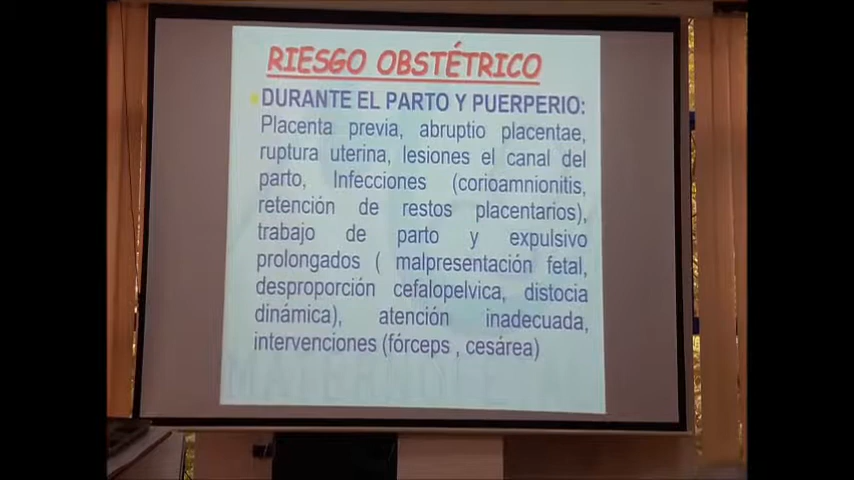 RIESGO OBSTÉTRICO
DURANTE EL PARTO Y PUERPERIO:
Placenta previa, abruptio placentae,
ruptura uterina, lesiones el canal del
parto, Infecciones (corioamnionitis,
retención de restos placentarios),
trabajo de parto y expulsivo
prolongados ( malpresentación fetal,
desproporción cefalopelvica, distocia
dinámica), atención inadecuada,
intervenciones (fórceps , cesárea)